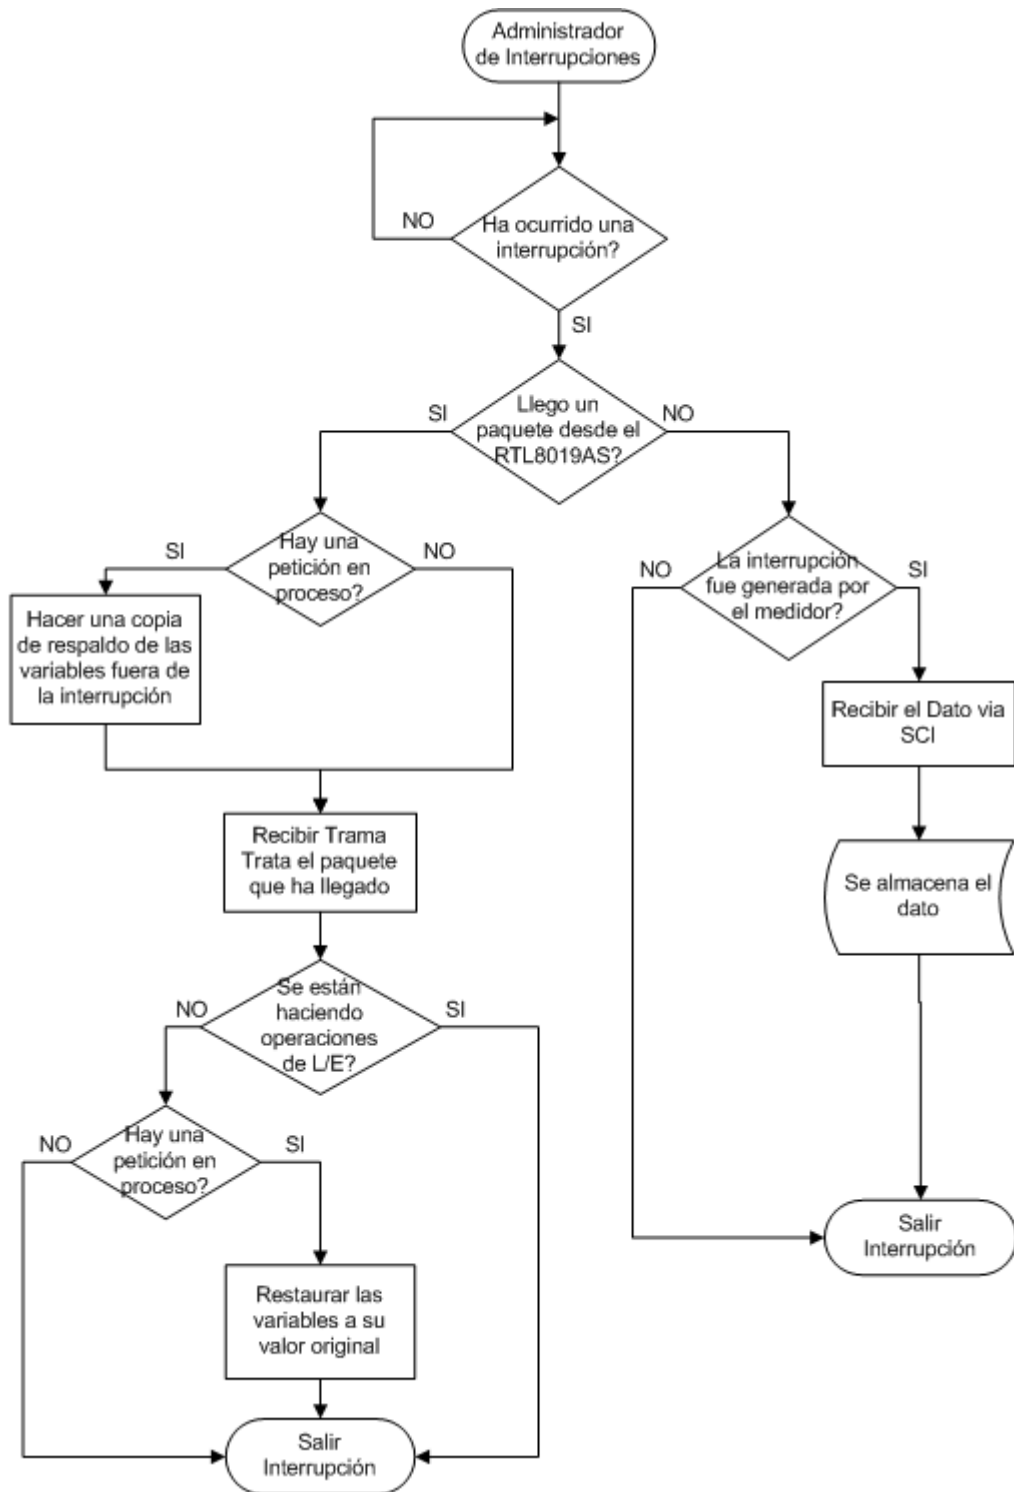 Administrador
de Interrupciones
NO
Ha ocurrido una
interrupción?
SI
SI
Llego un
paquete desde el
RTL8019AS?
NO
SI
Hay una
petición en
proceso?
NO
NO
La interrupción
fue generada por
el medidor?
SI
Hacer una copia
de respaldo de las
variables fuera de
la interrupción
Recibir el Dato via
SCI
Recibir Trama
Trata el paquete
que ha llegado
Se almacena el
dato
NO
Se están
haciendo
operaciones
de L/E?
SI
NO
Hay una
petición en
proceso?
SI
Salir
Interrupción
Restaurar las
variables a su
valor original
Salir
Interrupción